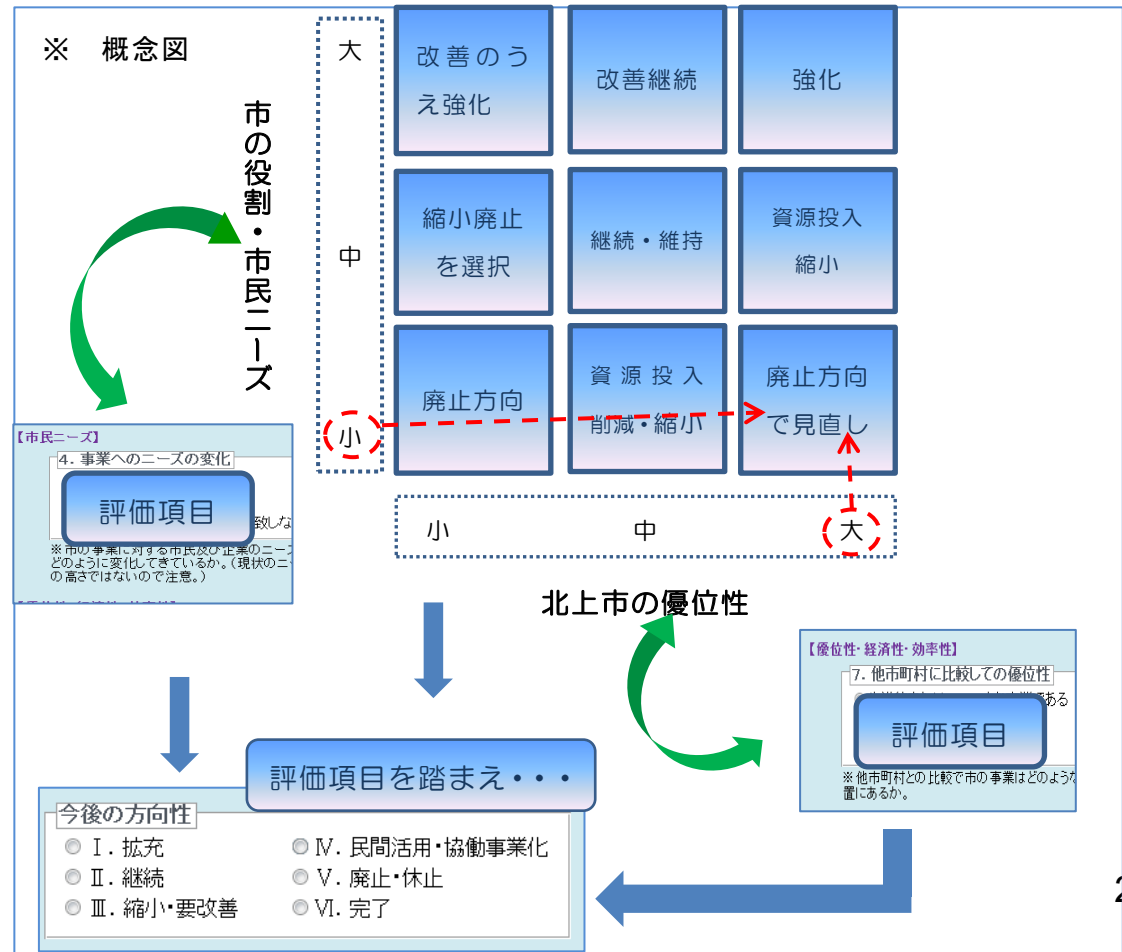 ※ 概念図
市の役割・市民ニーズ
大
中
小
改善のう
え強化
改善継続
強化
縮小廃止
を選択
継続・維持
資源投入
縮小
廃止方向
資源投入
削減・縮小
廃止方向
で見直し
小 中 大
北上市の優位性
【市民ニーズ】
4. 事業へのニーズの変化
評価項目
致しな
※市の事業に対する市民及び企業のニーズ
どのように変化してきているか。(現状のニー
の高さではないので注意。)
【優位性・経済性・効率性】
7. 他市町村に比較しての優位性
ある
評価項目
※他市町村との比較で市の事業はどのような
置にあるか。
評価項目を踏まえ・・・
今後の方向性
Ⅰ. 拡充
Ⅱ. 継続
Ⅲ. 縮小・要改善
Ⅳ. 民間活用・協働事業化
Ⅴ. 廃止・休止
Ⅵ. 完了
2